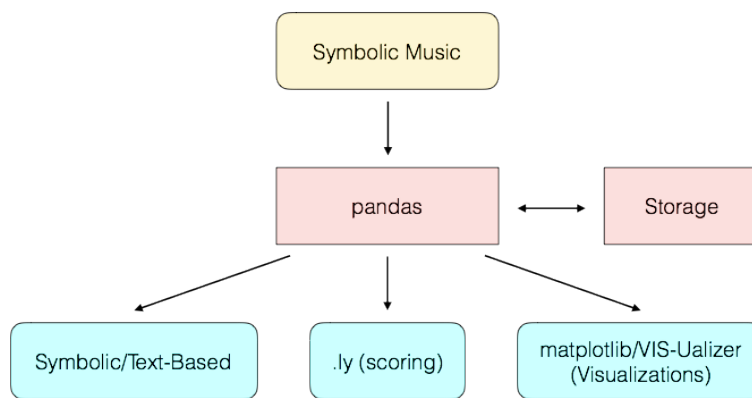 Symbolic Music
pandas
Storage
Symbolic/Text-Based
.ly (scoring)
matplotlib/VIS-Ualizer
(Visualizations)